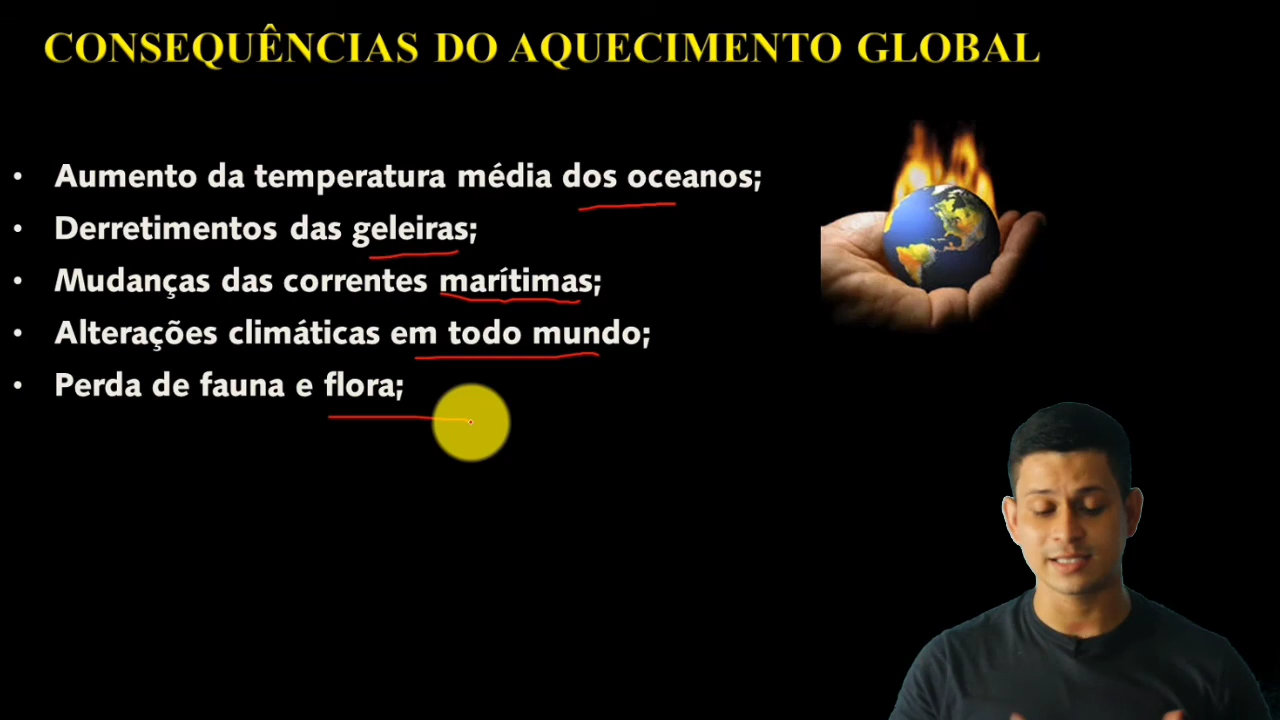 CONSEQUÊNCIAS DO AQUECIMENTO GLOBAL
• Aumento da temperatura média dos oceanos;
• Derretimentos das geleiras;
• Mudanças das correntes marítimas;
• Alterações climáticas em todo mundo;
• Perda de fauna e flora;